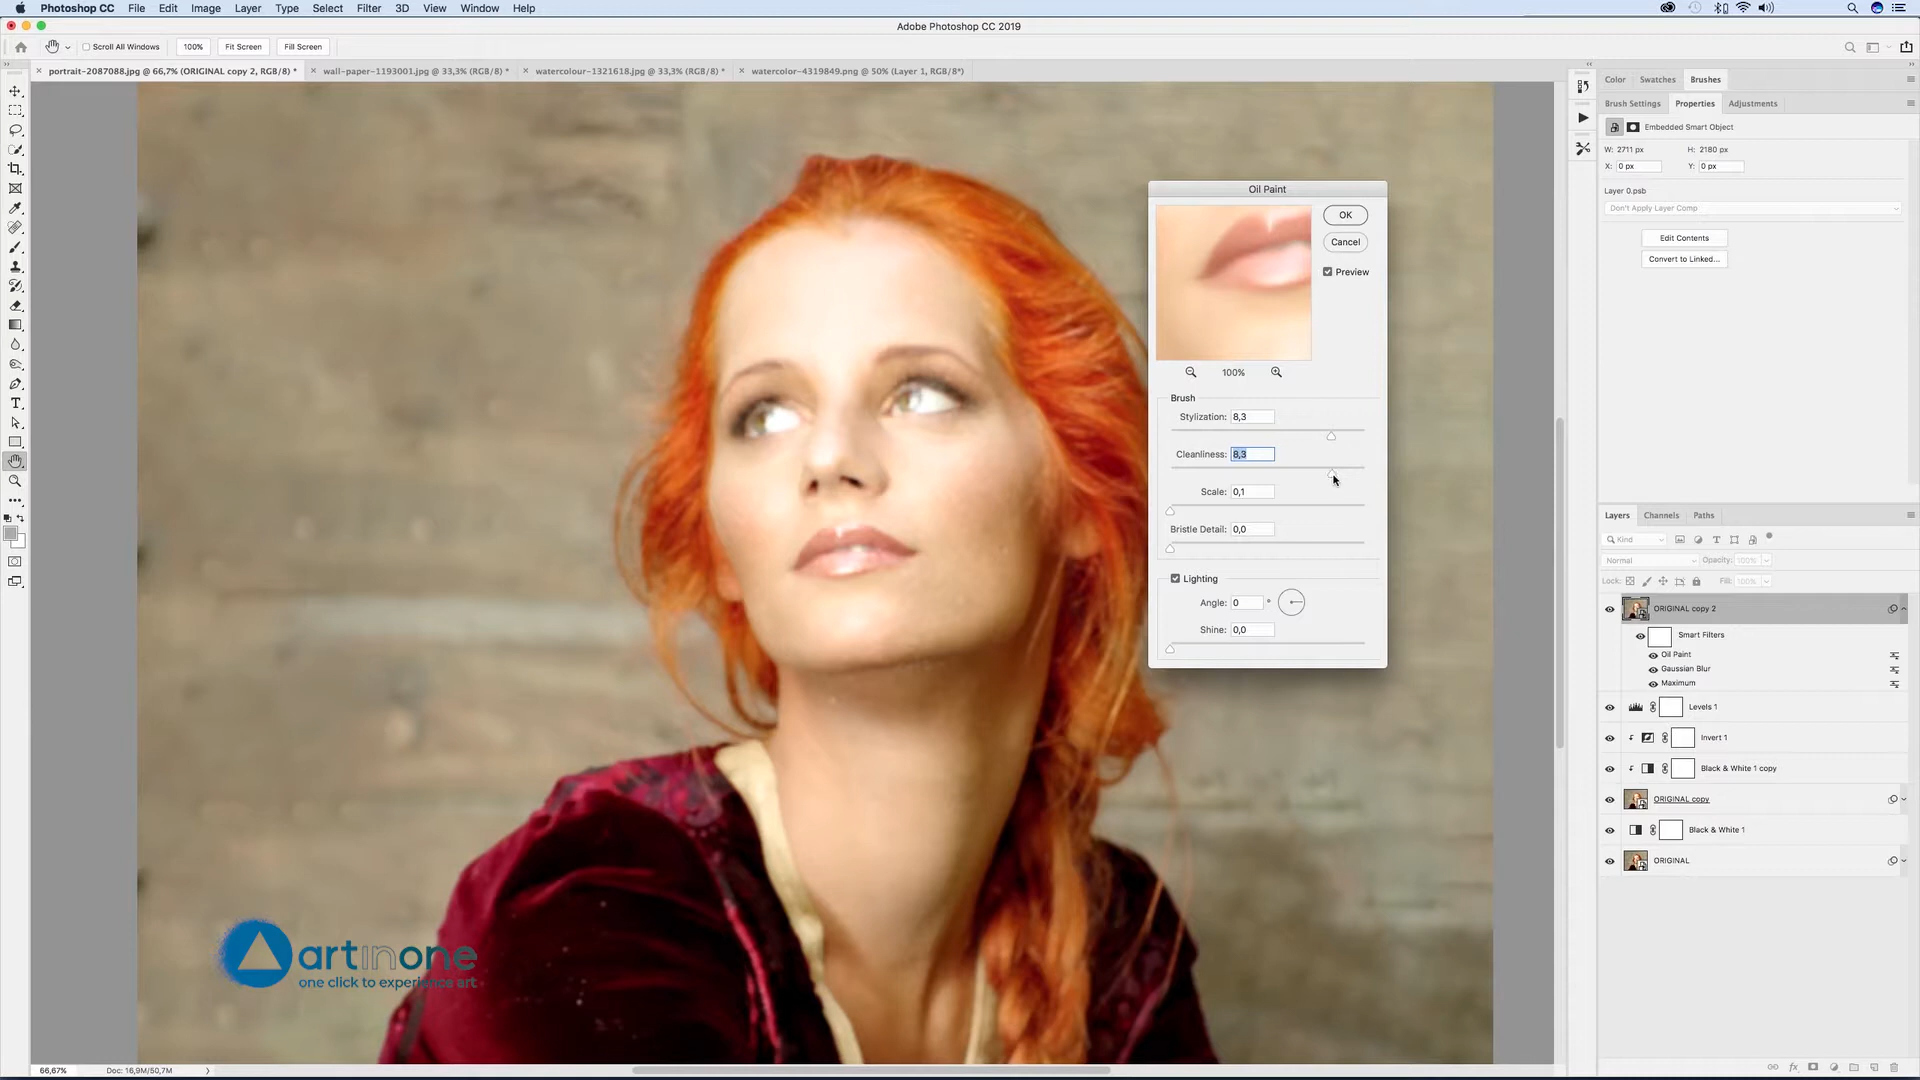 Photoshop CC File Edit Image Layer Type Select Filter 3D View Window Help
Adobe Photoshop CC 2019
Scroll All Windows 100% Fit Screen Fill Screen
portrait-2087088.jpg @ 66,7% (ORIGINAL copy 2, RGB/8) * wall-paper-1193001.jpg @ 33,3% (RGB/8) * watercolour-1321618.jpg @ 33,3% (RGB/8) * watercolor-4319849.png @ 50% (Layer 1, RGB/8*)
Color Swatches Brushes
Brush Settings Properties Adjustments
Embedded Smart Object
W: 2711 px H: 2180 px
X: 0 px Y: 0 px
Layer 0.psb
Don't Apply Layer Comp
Edit Contents
Convert to Linked...
Oil Paint
OK
Cancel
Preview
100%
Brush
Stylization: 8,3
Cleanliness: 8,3
Scale: 0,1
Bristle Detail: 0,0
Lighting
Angle: 0 °
Shine: 0,0
Layers Channels Paths
Kind
Normal Opacity: 100%
Lock: Fill: 100%
ORIGINAL copy 2
Smart Filters
Oil Paint
Gaussian Blur
Maximum
Levels 1
Invert 1
Black & White 1 copy
ORIGINAL copy
Black & White 1
ORIGINAL
artinone
one click to experience art
66,67% Doc: 16,9M/50,7M